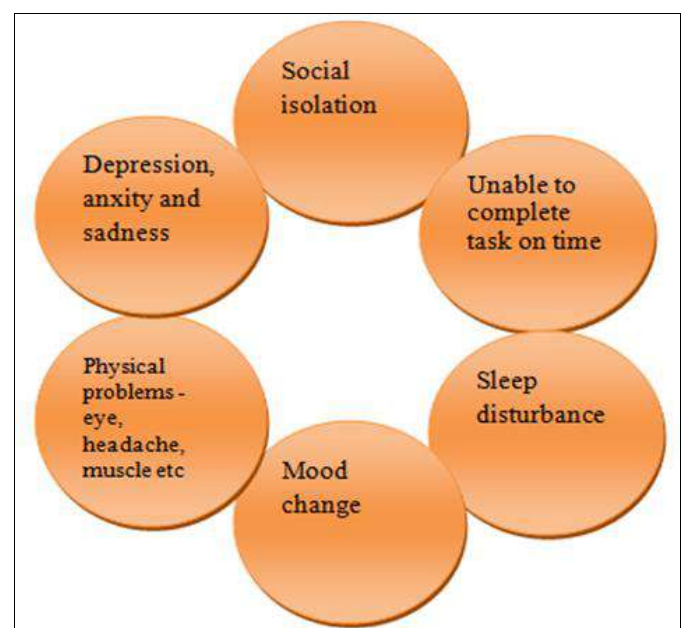 Social
isolation
Unable to
complete
task on time
Sleep
disturbance
Mood
change
Physical
problems -
eye,
headache,
muscle etc
Depression,
anxity and
sadness